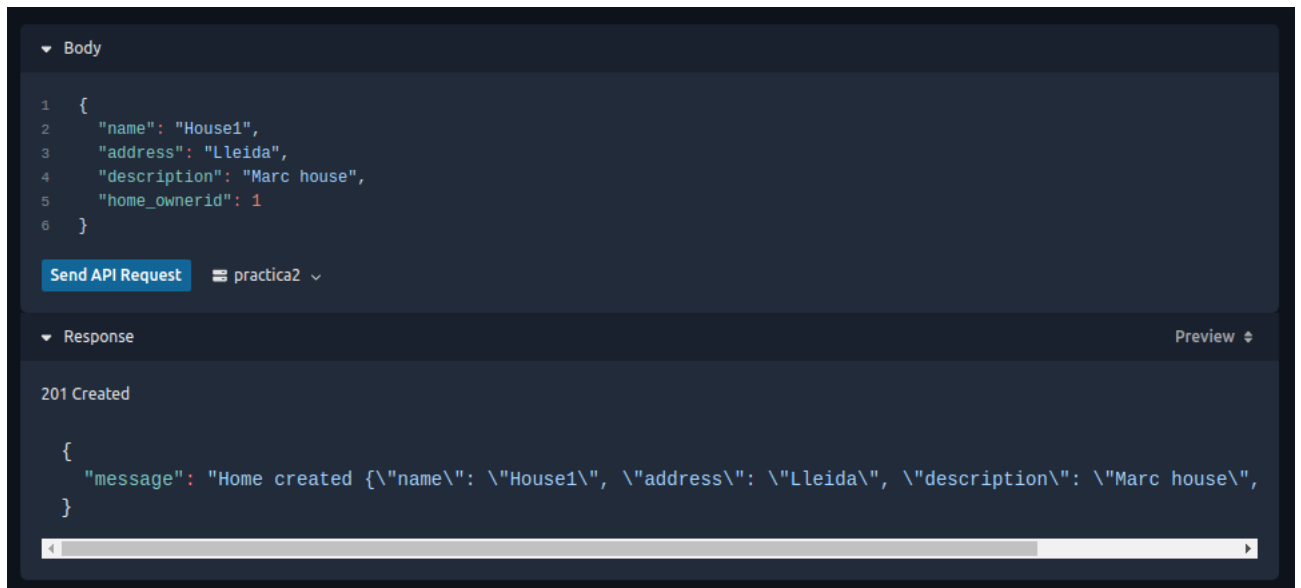 Body
1 {
2 "name": "House1",
3 "address": "Lleida",
4 "description": "Marc house",
5 "home_ownerid": 1
6 }
Send API Request practica2
Response Preview
201 Created
{
"message": "Home created {\"name\": \"House1\", \"address\": \"Lleida\", \"description\": \"Marc house\",
}